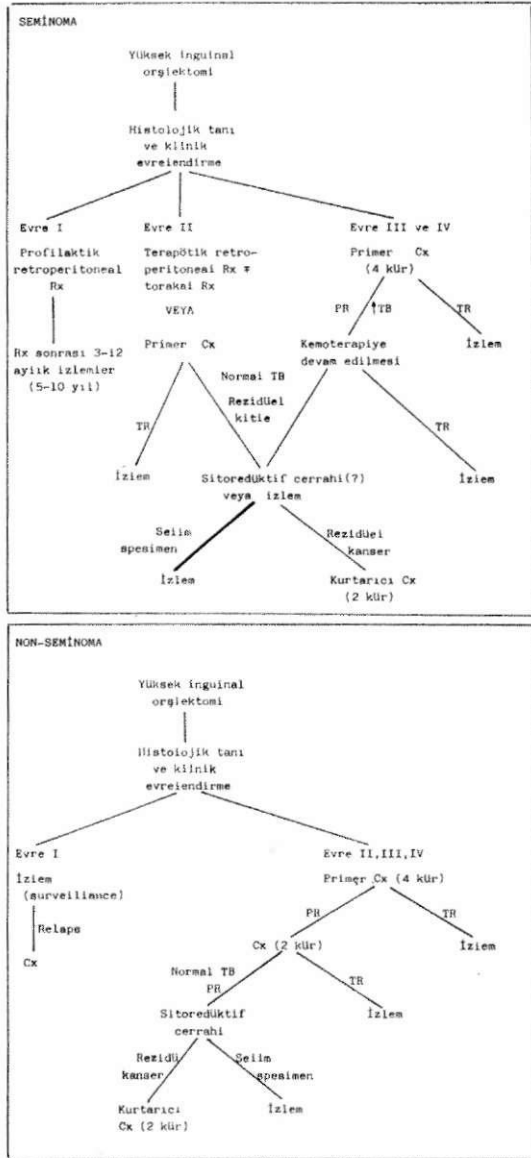 SEMİNOMA
Yüksek inguinal
orşiektomi
Histolojik tanı
ve klinik
evrelendirme
Evre I
Profilaktik
retroperitoneal
Rx
Rx sonrası 3-12
aylık izlemler
(5-10 yıl)
Evre II
Terapötik retro-
peritoneal Rx ∓
torakal Rx
VEYA
Primer Cx
Evre III ve IV
Primer Cx
(4 kür)
PR
↑TB
TR
Kemoterapiye
devam edilmesi
İzlem
Normal TB
Rezidüel
kitle
TR
TR
İzlem
Sitoredüktif cerrahi(?)
veya izlem
İzlem
Selim
spesimen
Rezidüel
kanser
İzlem
Kurtarıcı Cx
(2 kür)
NON-SEMİNOMA
Yüksek inguinal
orşiektomi
Histolojik tanı
ve klinik
evrelendirme
Evre I
İzlem
(surveillance)
Relaps
Cx
Evre II,III,IV
Primer Cx (4 kür)
PR
TR
Cx (2 kür)
İzlem
Normal TB
PR
TR
Sitoredüktif
cerrahi
İzlem
Rezidü
kanser
Selim
spesimen
Kurtarıcı
Cx (2 kür)
İzlem